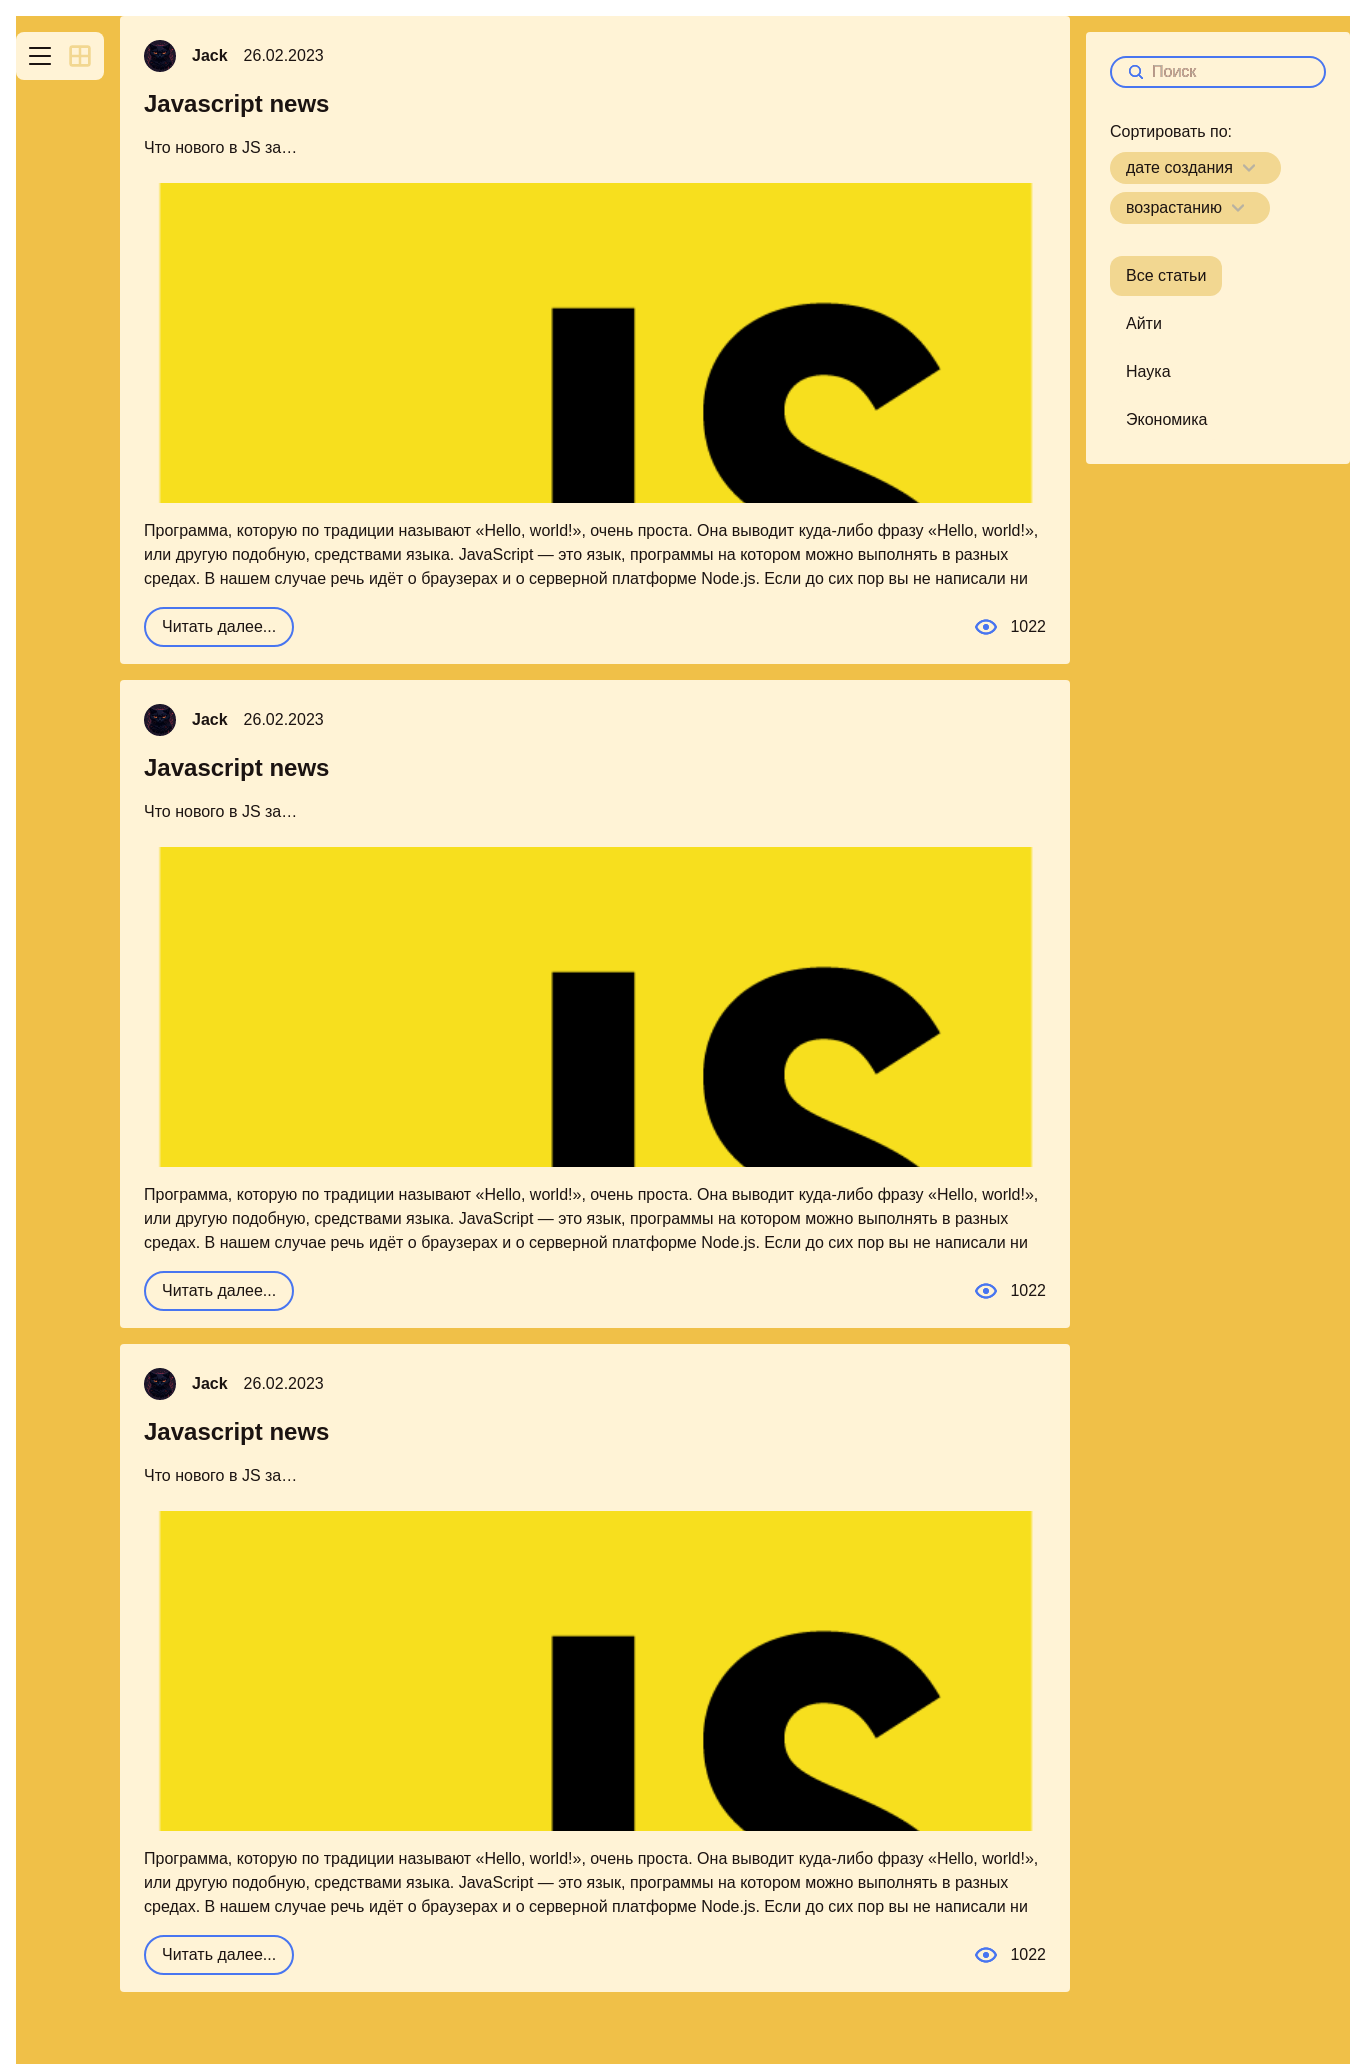 Jack 26.02.2023
Javascript news
Что нового в JS за…
JS
Программа, которую по традиции называют «Hello, world!», очень проста. Она выводит куда-либо фразу «Hello, world!»,
или другую подобную, средствами языка. JavaScript — это язык, программы на котором можно выполнять в разных
средах. В нашем случае речь идёт о браузерах и о серверной платформе Node.js. Если до сих пор вы не написали ни
Читать далее... 1022
Jack 26.02.2023
Javascript news
Что нового в JS за…
JS
Программа, которую по традиции называют «Hello, world!», очень проста. Она выводит куда-либо фразу «Hello, world!»,
или другую подобную, средствами языка. JavaScript — это язык, программы на котором можно выполнять в разных
средах. В нашем случае речь идёт о браузерах и о серверной платформе Node.js. Если до сих пор вы не написали ни
Читать далее... 1022
Jack 26.02.2023
Javascript news
Что нового в JS за…
JS
Программа, которую по традиции называют «Hello, world!», очень проста. Она выводит куда-либо фразу «Hello, world!»,
или другую подобную, средствами языка. JavaScript — это язык, программы на котором можно выполнять в разных
средах. В нашем случае речь идёт о браузерах и о серверной платформе Node.js. Если до сих пор вы не написали ни
Читать далее... 1022
Поиск
Сортировать по:
дате создания
возрастанию
Все статьи
Айти
Наука
Экономика